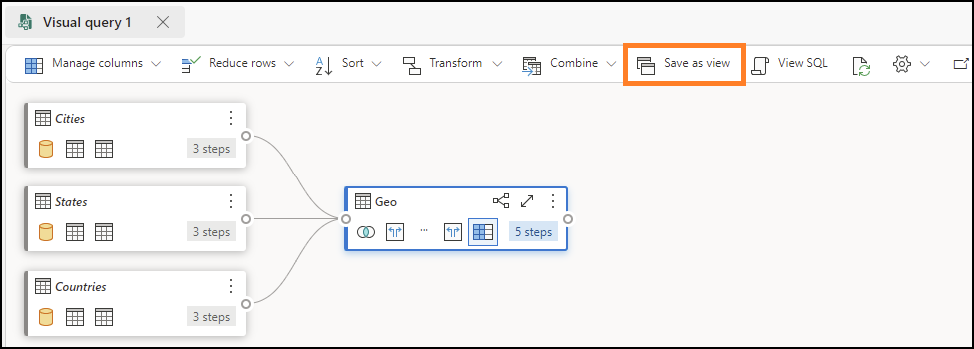 Visual query 1
Manage columns
Reduce rows
Sort
Transform
Combine
Save as view
View SQL
Cities
3 steps
States
3 steps
Geo
5 steps
Countries
3 steps